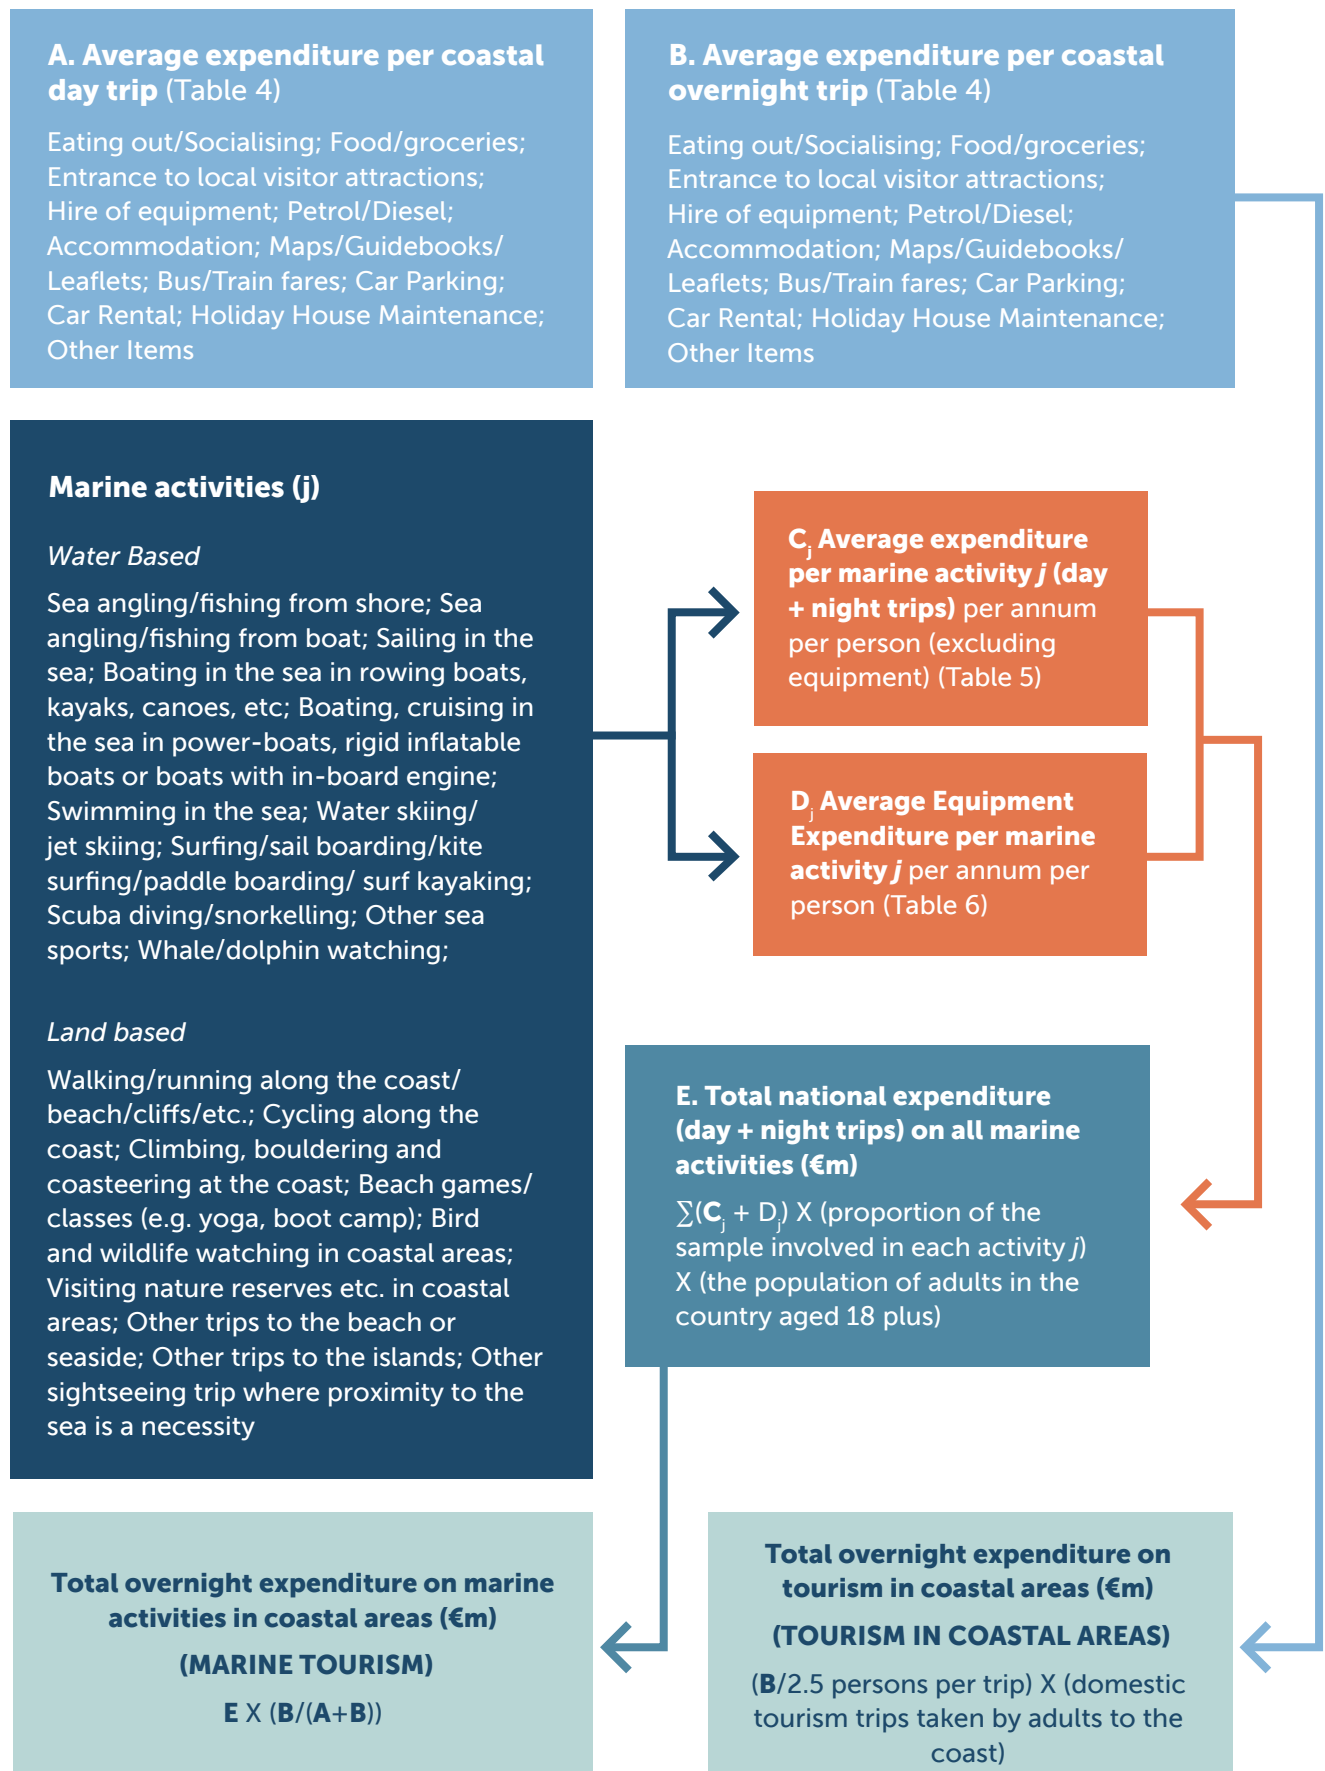 A. Average expenditure per coastal
day trip (Table 4)
Eating out/Socialising; Food/groceries;
Entrance to local visitor attractions;
Hire of equipment; Petrol/Diesel;
Accommodation; Maps/Guidebooks/
Leaflets; Bus/Train fares; Car Parking;
Car Rental; Holiday House Maintenance;
Other Items
B. Average expenditure per coastal
overnight trip (Table 4)
Eating out/Socialising; Food/groceries;
Entrance to local visitor attractions;
Hire of equipment; Petrol/Diesel;
Accommodation; Maps/Guidebooks/
Leaflets; Bus/Train fares; Car Parking;
Car Rental; Holiday House Maintenance;
Other Items
Marine activities (j)
Water Based
Sea angling/fishing from shore; Sea
angling/fishing from boat; Sailing in the
sea; Boating in the sea in rowing boats,
kayaks, canoes, etc; Boating, cruising in
the sea in power-boats, rigid inflatable
boats or boats with in-board engine;
Swimming in the sea; Water skiing/
jet skiing; Surfing/sail boarding/kite
surfing/paddle boarding/ surf kayaking;
Scuba diving/snorkelling; Other sea
sports; Whale/dolphin watching;
Land based
Walking/running along the coast/
beach/cliffs/etc.; Cycling along the
coast; Climbing, bouldering and
coasteering at the coast; Beach games/
classes (e.g. yoga, boot camp); Bird
and wildlife watching in coastal areas;
Visiting nature reserves etc. in coastal
areas; Other trips to the beach or
seaside; Other trips to the islands; Other
sightseeing trip where proximity to the
sea is a necessity
Cj Average expenditure
per marine activity j (day
+ night trips) per annum
per person (excluding
equipment) (Table 5)
Dj Average Equipment
Expenditure per marine
activity j per annum per
person (Table 6)
E. Total national expenditure
(day + night trips) on all marine
activities (€m)
∑(Cj + Dj) X (proportion of the
sample involved in each activity j)
X (the population of adults in the
country aged 18 plus)
Total overnight expenditure on marine
activities in coastal areas (€m)
(MARINE TOURISM)
E X (B/(A+B))
Total overnight expenditure on
tourism in coastal areas (€m)
(TOURISM IN COASTAL AREAS)
(B/2.5 persons per trip) X (domestic
tourism trips taken by adults to the
coast)